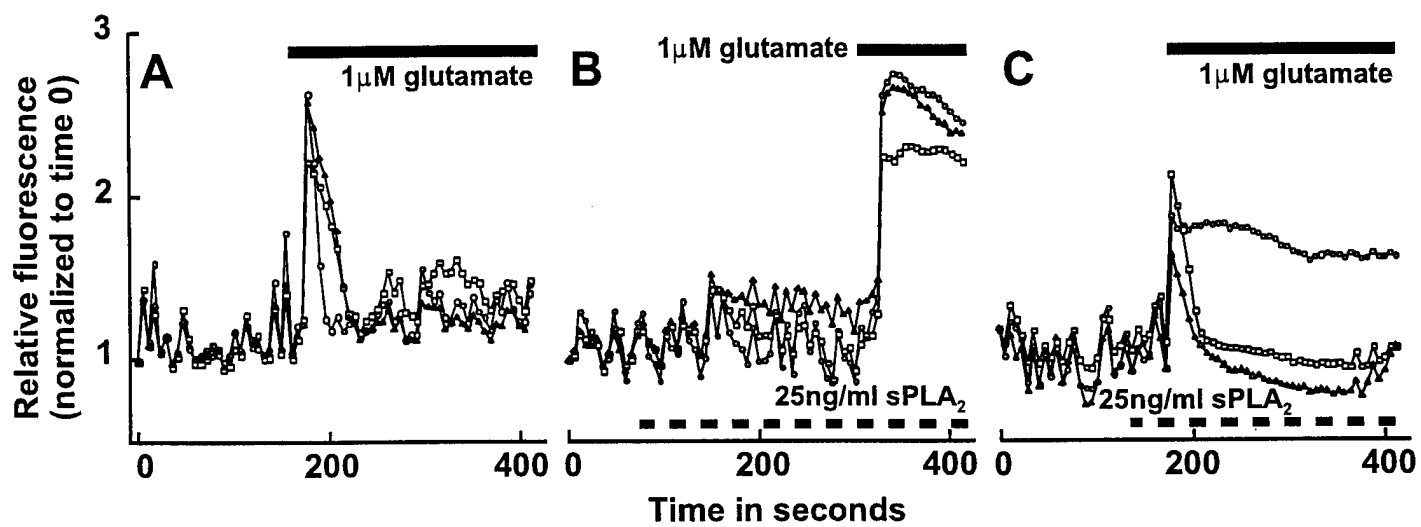 Relative fluorescence
(normalized to time 0)
3
2
1
A
1μM glutamate
0 200 400
B
1μM glutamate
25ng/ml sPLA₂
0 200 400
C
1μM glutamate
25ng/ml sPLA₂
0 200 400
Time in seconds